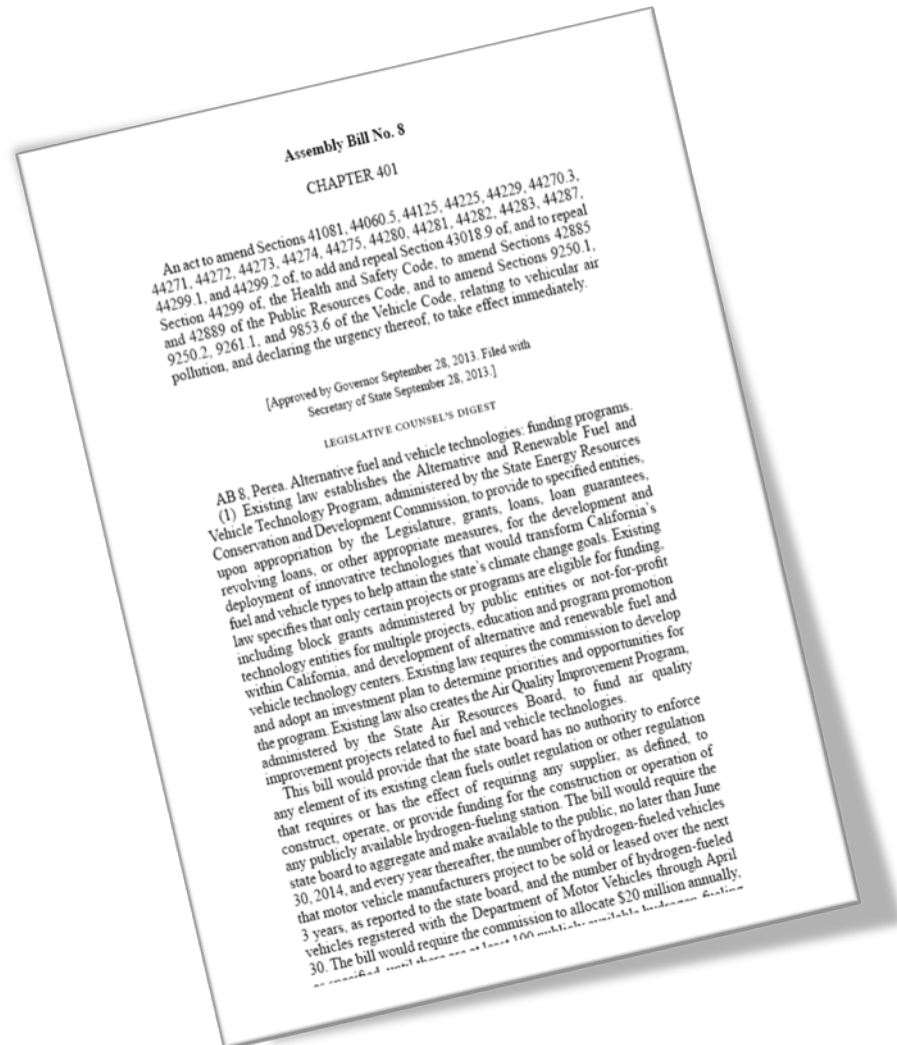 Assembly Bill No. 8
CHAPTER 401
An act to amend Sections 41081, 44060.5, 44125, 44225, 44229, 44270.3,
44271, 44272, 44273, 44274, 44275, 44280, 44281, 44282, 44283, 44287,
44299.1, and 44299.2 of, to add and repeal Section 43018.9 of, and to repeal
Section 44299 of, the Health and Safety Code, to amend Sections 42885
and 42889 of the Public Resources Code, and to amend Sections 9250.1,
9250.2, 9261.1, and 9853.6 of the Vehicle Code, relating to vehicular air
pollution, and declaring the urgency thereof, to take effect immediately.
[Approved by Governor September 28, 2013. Filed with
Secretary of State September 28, 2013.]
LEGISLATIVE COUNSEL'S DIGEST
AB 8, Perea. Alternative fuel and vehicle technologies: funding programs.
(1) Existing law establishes the Alternative and Renewable Fuel and
Vehicle Technology Program, administered by the State Energy Resources
Conservation and Development Commission, to provide to specified entities,
upon appropriation by the Legislature, grants, loans, loan guarantees,
revolving loans, or other appropriate measures, for the development and
deployment of innovative technologies that would transform California's
fuel and vehicle types to help attain the state's climate change goals. Existing
law specifies that only certain projects or programs are eligible for funding,
including block grants administered by public entities or not-for-profit
technology entities for multiple projects, education and program promotion
within California, and development of alternative and renewable fuel and
vehicle technology centers. Existing law requires the commission to develop
and adopt an investment plan to determine priorities and opportunities for
the program. Existing law also creates the Air Quality Improvement Program,
administered by the State Air Resources Board, to fund air quality
improvement projects related to fuel and vehicle technologies.
This bill would provide that the state board has no authority to enforce
any element of its existing clean fuels outlet regulation or other regulation
that requires or has the effect of requiring any supplier, as defined, to
construct, operate, or provide funding for the construction or operation of
any publicly available hydrogen-fueling station. The bill would require the
state board to aggregate and make available to the public, no later than June
30, 2014, and every year thereafter, the number of hydrogen-fueled vehicles
that motor vehicle manufacturers project to be sold or leased over the next
3 years, as reported to the state board, and the number of hydrogen-fueled
vehicles registered with the Department of Motor Vehicles through April
30. The bill would require the commission to allocate $20 million annually,
as specified, until there are at least 100 publicly available hydrogen-fueling